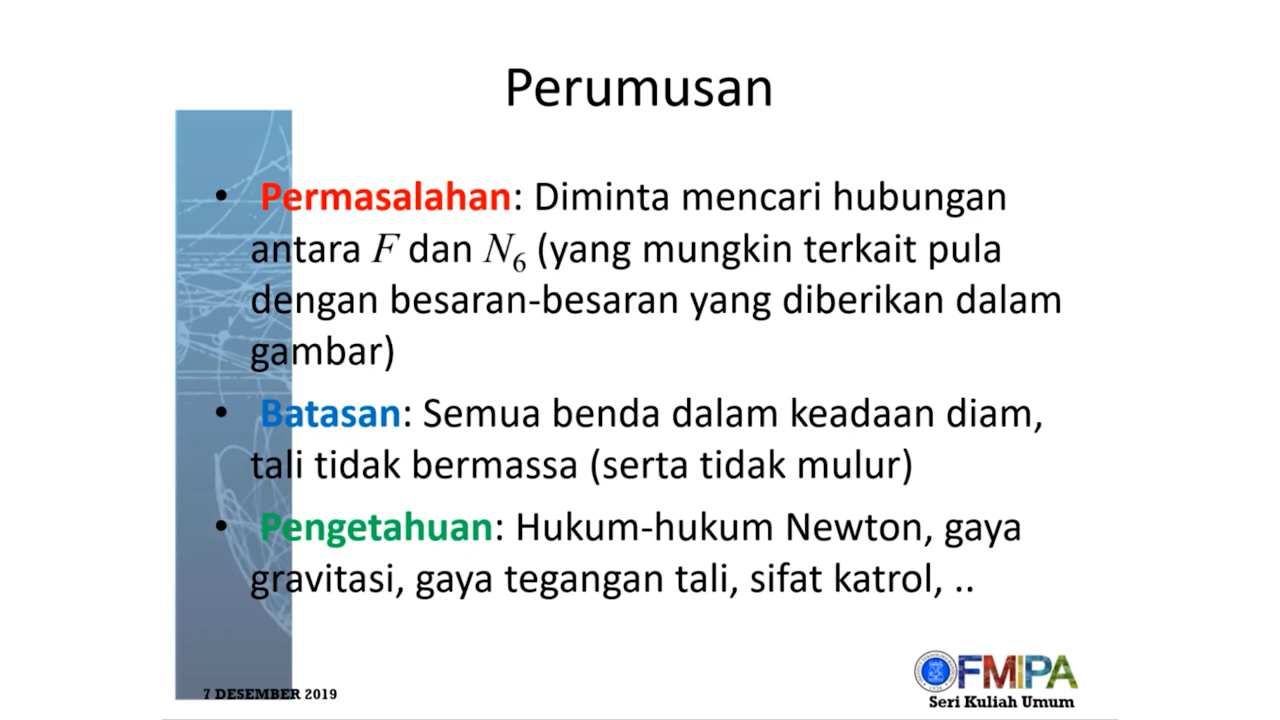 Perumusan
• Permasalahan: Diminta mencari hubungan
antara F dan N₆ (yang mungkin terkait pula
dengan besaran-besaran yang diberikan dalam
gambar)
• Batasan: Semua benda dalam keadaan diam,
tali tidak bermassa (serta tidak mulur)
• Pengetahuan: Hukum-hukum Newton, gaya
gravitasi, gaya tegangan tali, sifat katrol, ..
7 DESEMBER 2019
FMIPA
Seri Kuliah Umum